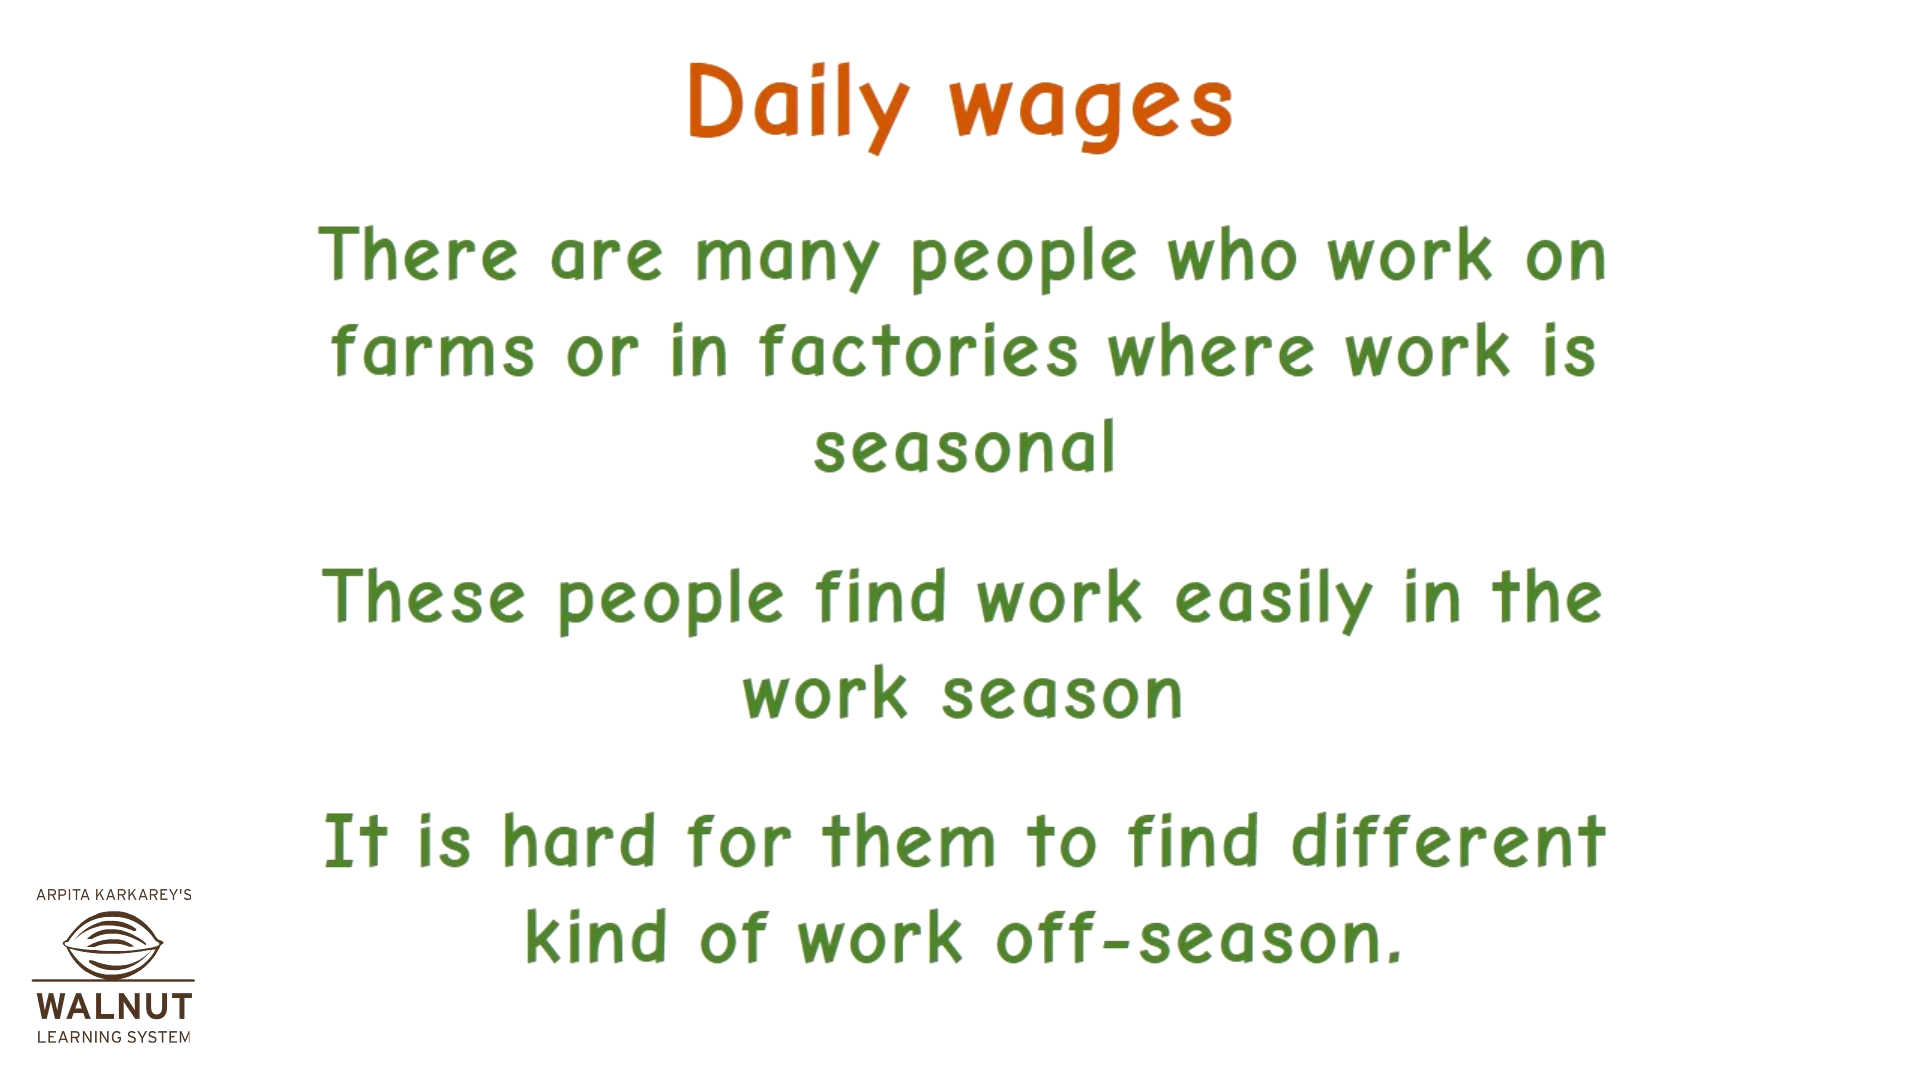 Daily wages
There are many people who work on
farms or in factories where work is
seasonal
These people find work easily in the
work season
It is hard for them to find different
kind of work off-season.
ARPITA KARKAREY'S
WALNUT
LEARNING SYSTEM